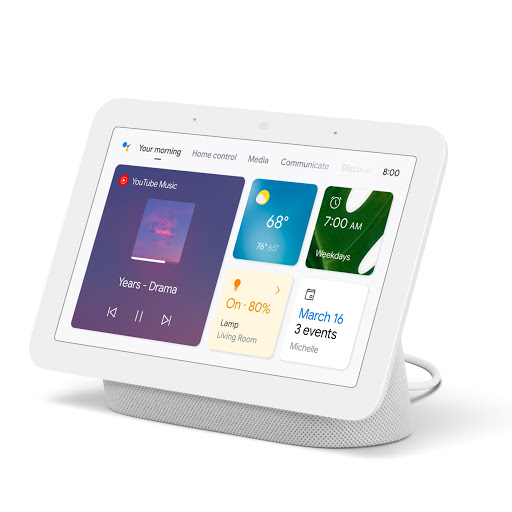 Your morning
Home control
Media
Communicate
Discover
8:00
YouTube Music
Years - Drama
68°
76° 65°
7:00 AM
Weekdays
On · 80%
Lamp
Living Room
March 16
3 events
Michelle